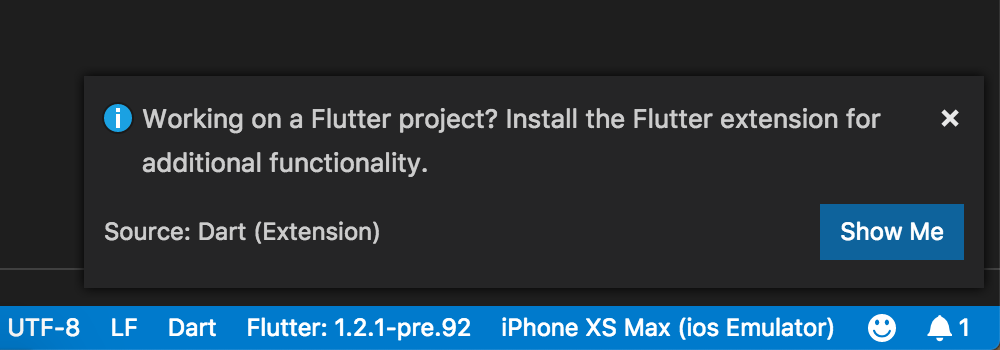 Working on a Flutter project? Install the Flutter extension for
additional functionality.
Source: Dart (Extension)
Show Me
UTF-8 LF Dart Flutter: 1.2.1-pre.92 iPhone XS Max (ios Emulator) 1